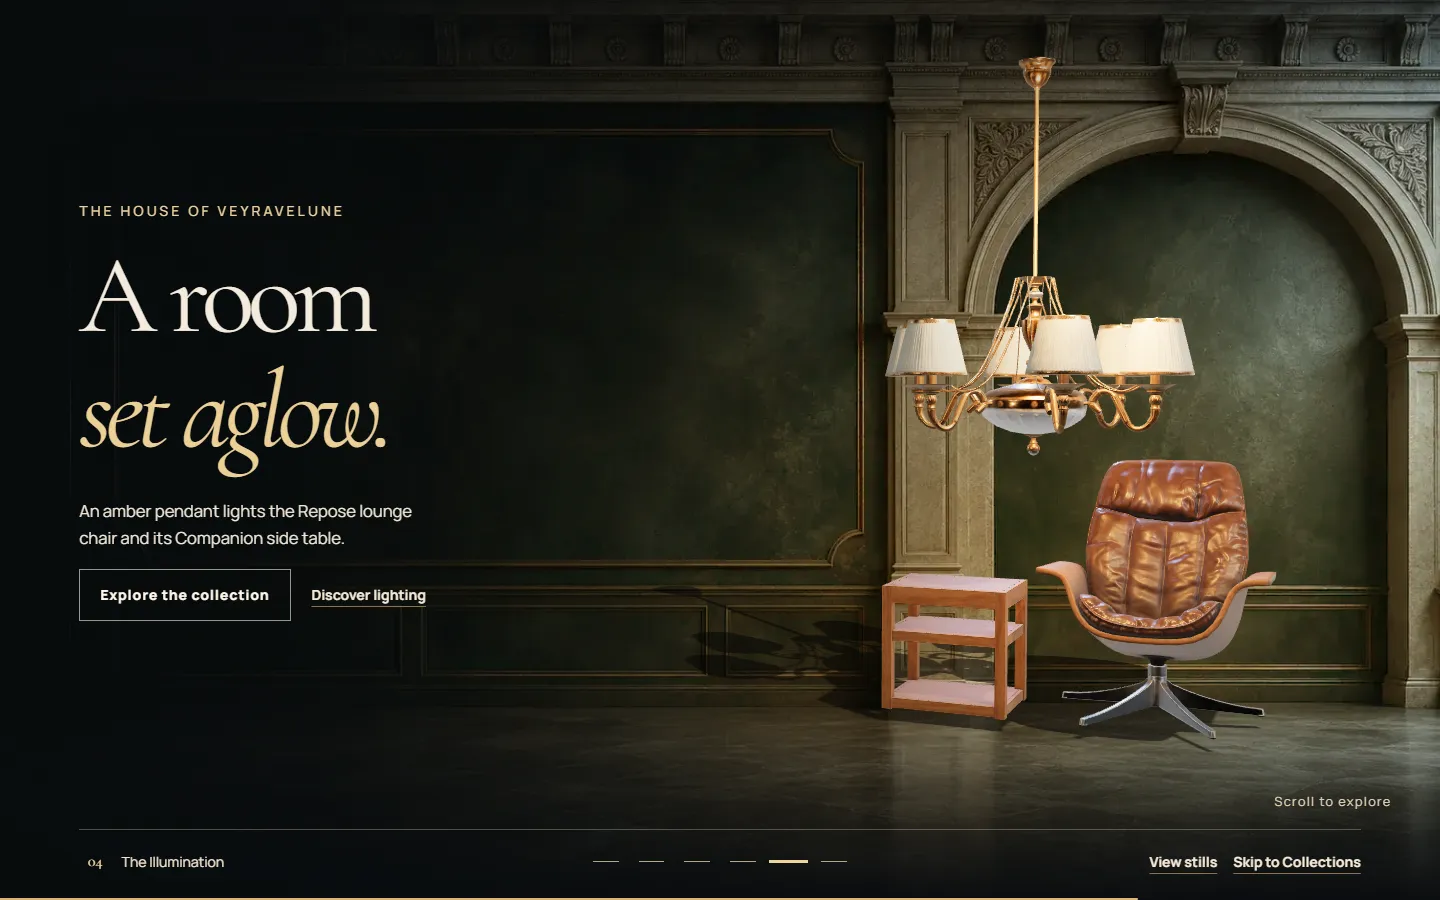 THE HOUSE OF VEYRAVELUNE
A room
set aglow.
An amber pendant lights the Repose lounge
chair and its Companion side table.
Explore the collection
Discover lighting
Scroll to explore
04
The Illumination
View stills
Skip to Collections